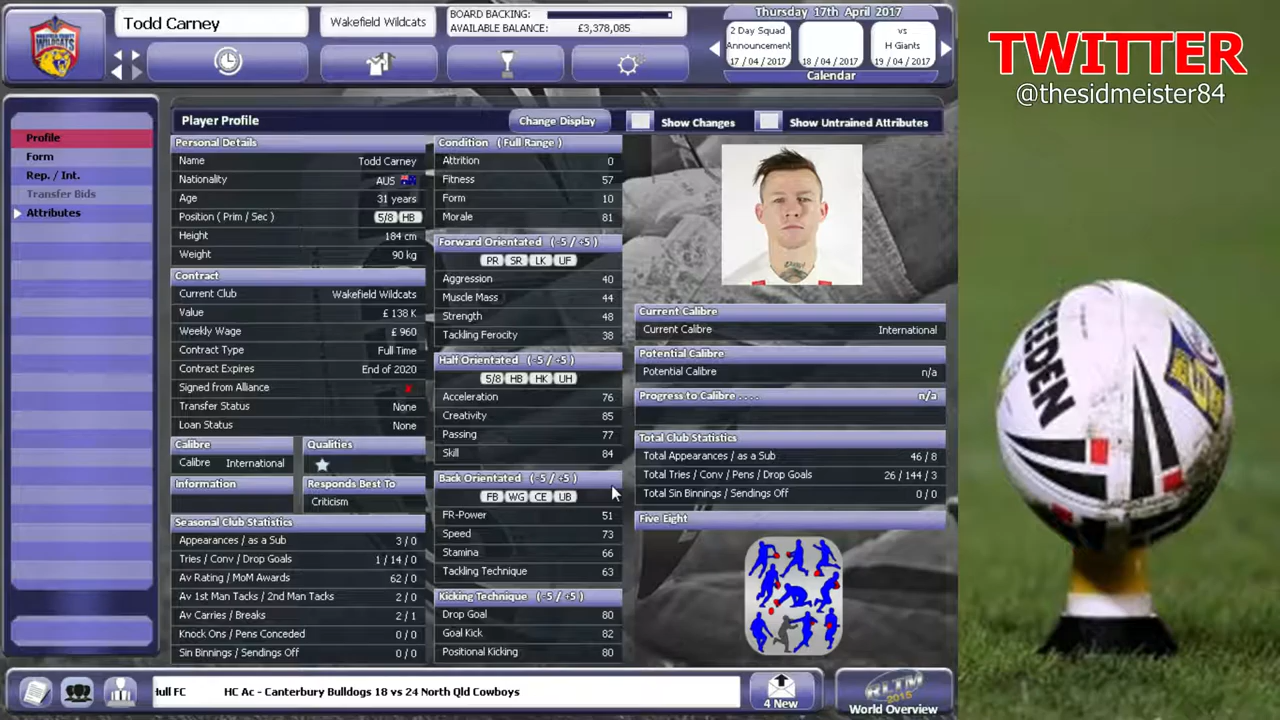 Todd Carney
Wakefield Wildcats
BOARD BACKING:
AVAILABLE BALANCE: £3,378,085
Thursday 17th April 2017
2 Day Squad
Announcement
17 / 04 / 2017
18 / 04 / 2017
vs
H Giants
19 / 04 / 2017
Calendar
WILDCATS
Profile
Form
Rep. / Int.
Transfer Bids
Attributes
Player Profile
Change Display
Show Changes
Show Untrained Attributes
Personal Details
Name Todd Carney
Nationality AUS
Age 31 years
Position ( Prim / Sec ) 5/8 HB
Height 184 cm
Weight 90 kg
Contract
Current Club Wakefield Wildcats
Value £ 138 K
Weekly Wage £ 960
Contract Type Full Time
Contract Expires End of 2020
Signed from Alliance
Transfer Status None
Loan Status None
Calibre
Calibre International
Qualities
Information
Responds Best To
Criticism
Seasonal Club Statistics
Appearances / as a Sub 3 / 0
Tries / Conv / Drop Goals 1 / 14 / 0
Av Rating / MoM Awards 62 / 0
Av 1st Man Tacks / 2nd Man Tacks 2 / 0
Av Carries / Breaks 2 / 1
Knock Ons / Pens Conceded 0 / 0
Sin Binnings / Sendings Off 0 / 0
Condition ( Full Range )
Attrition 0
Fitness 57
Form 10
Morale 81
Forward Orientated (-5 / +5 )
PR SR LK UF
Aggression 40
Muscle Mass 44
Strength 48
Tackling Ferocity 38
Half Orientated (-5 / +5 )
5/8 HB HK UH
Acceleration 76
Creativity 85
Passing 77
Skill 84
Back Orientated (-5 / +5 )
FB WG CE UB
FR-Power 51
Speed 73
Stamina 66
Tackling Technique 63
Kicking Technique (-5 / +5 )
Drop Goal 80
Goal Kick 82
Positional Kicking 80
Current Calibre
Current Calibre International
Potential Calibre
Potential Calibre n/a
Progress to Calibre . . . . n/a
Total Club Statistics
Total Appearances / as a Sub 46 / 8
Total Tries / Conv / Pens / Drop Goals 26 / 144 / 3
Total Sin Binnings / Sendings Off 0 / 0
Five Eight
Hull FC HC Ac - Canterbury Bulldogs 18 vs 24 North Qld Cowboys
4 New
RLTM
2015
World Overview
TWITTER
@thesidmeister84
STEEDEN